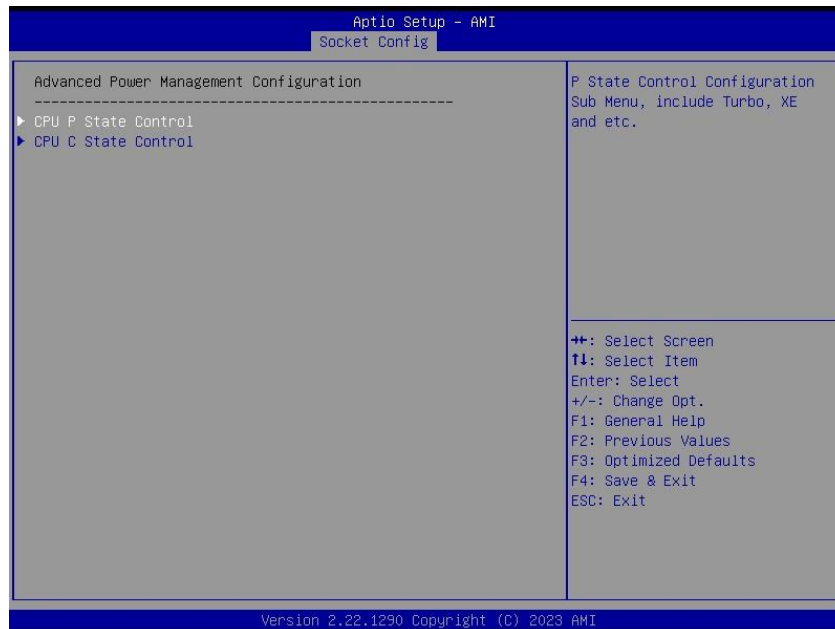 Aptio Setup - AMI
Socket Config
Advanced Power Management Configuration
--------------------------------------------------
▶ CPU P State Control
▶ CPU C State Control
P State Control Configuration
Sub Menu, include Turbo, XE
and etc.
→←: Select Screen
↑↓: Select Item
Enter: Select
+/-: Change Opt.
F1: General Help
F2: Previous Values
F3: Optimized Defaults
F4: Save & Exit
ESC: Exit
Version 2.22.1290 Copyright (C) 2023 AMI